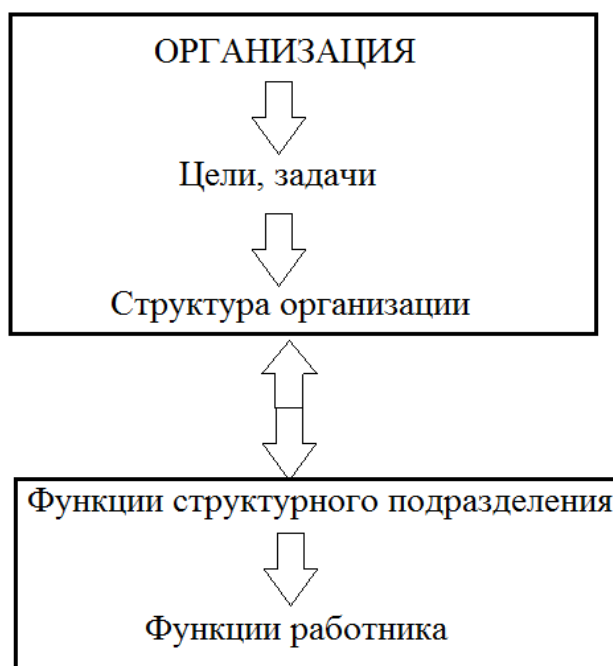 ОРГАНИЗАЦИЯ
Цели, задачи
Структура организации
Функции структурного подразделения
Функции работника